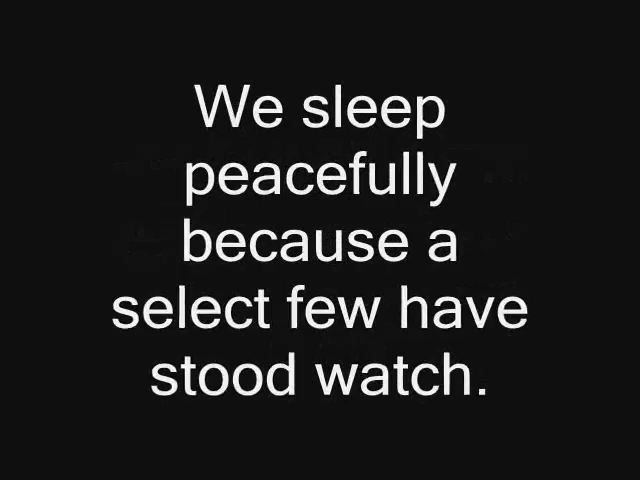 We sleep
peacefully
because a
select few have
stood watch.